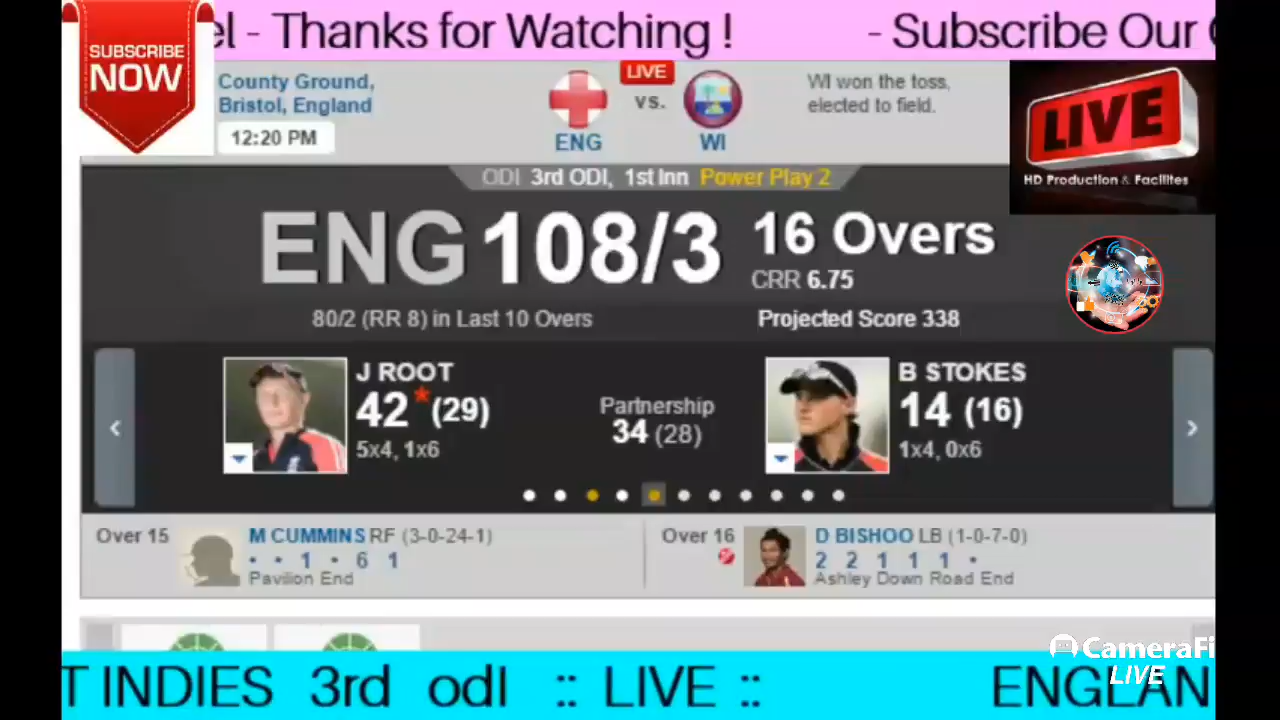 el - Thanks for Watching !
- Subscribe Our
SUBSCRIBE
NOW
County Ground,
Bristol, England
12:20 PM
LIVE
vs.
ENG
WI
WI won the toss,
elected to field.
LIVE
HD Production & Facilites
ODI 3rd ODI, 1st Inn Power Play 2
ENG 108/3
16 Overs
CRR 6.75
80/2 (RR 8) in Last 10 Overs
Projected Score 338
J ROOT
42*(29)
5x4, 1x6
Partnership
34 (28)
B STOKES
14 (16)
1x4, 0x6
Over 15
M CUMMINS RF (3-0-24-1)
• • 1 • 6 1
Pavilion End
Over 16
D BISHOO LB (1-0-7-0)
2 2 1 1 1 •
Ashley Down Road End
CameraFi
LIVE
T INDIES 3rd odI :: LIVE ::
ENGLAN